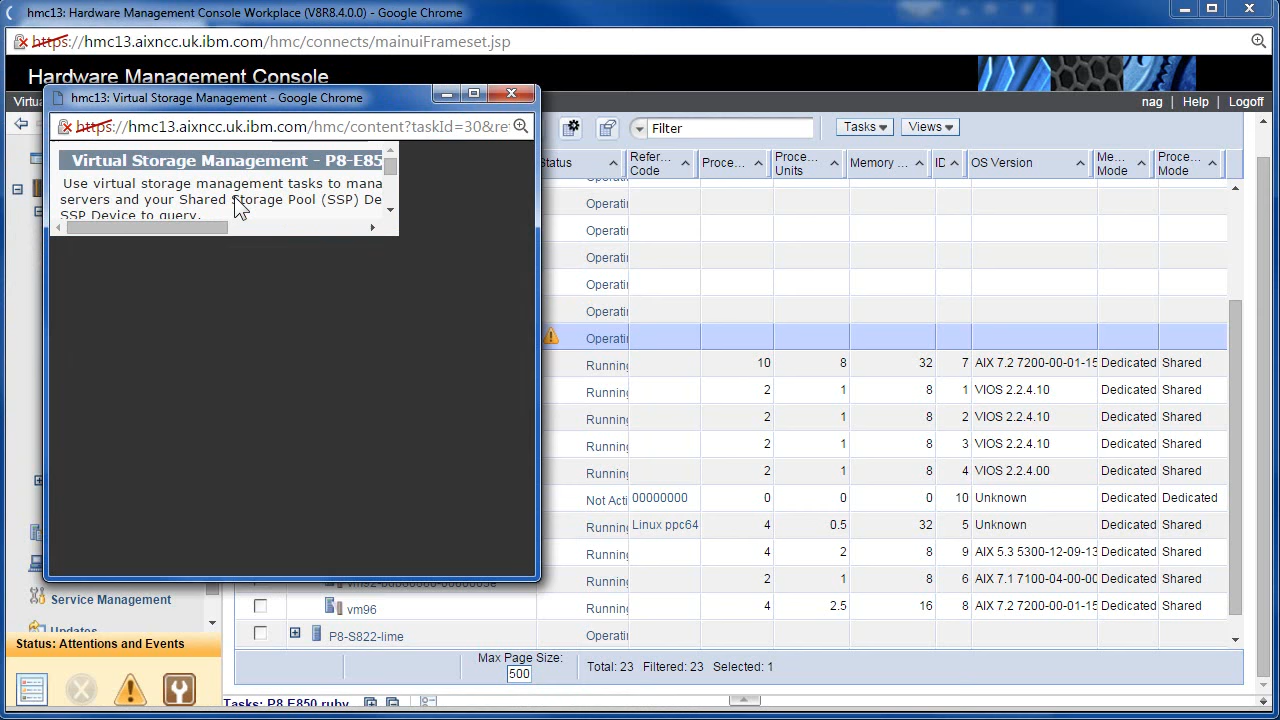 hmc13: Hardware Management Console Workplace (V8R8.4.0.0) - Google Chrome
https://hmc13.aixncc.uk.ibm.com/hmc/connects/mainuiFrameset.jsp
Hardware Management Console
nag | Help | Logoff
hmc13: Virtual Storage Management - Google Chrome
https://hmc13.aixncc.uk.ibm.com/hmc/content?taskId=30&re
Virtual Storage Management - P8-E85
Use virtual storage management tasks to mana
servers and your Shared Storage Pool (SSP) De
SSP Device to query.
Filter
Tasks
Views
Status
Refer... Code
Proce...
Proce... Units
Memory ...
ID
OS Version
Me... Mode
Proce... Mode
Operati
Operati
Operati
Operati
Operati
Operati
Running 10 8 32 7 AIX 7.2 7200-00-01-15 Dedicated Shared
Running 2 1 8 1 VIOS 2.2.4.10 Dedicated Shared
Running 2 1 8 2 VIOS 2.2.4.10 Dedicated Shared
Running 2 1 8 3 VIOS 2.2.4.10 Dedicated Shared
Running 2 1 8 4 VIOS 2.2.4.00 Dedicated Shared
Not Acti 00000000 0 0 0 10 Unknown Dedicated Dedicated
Running Linux ppc64 4 0.5 32 5 Unknown Dedicated Shared
Running 4 2 8 9 AIX 5.3 5300-12-09-13 Dedicated Shared
Running 2 1 8 6 AIX 7.1 7100-04-00-00 Dedicated Shared
vm96 Running 4 2.5 16 8 AIX 7.2 7200-00-01-15 Dedicated Shared
P8-S822-lime Operati
Service Management
Updates
Status: Attentions and Events
Max Page Size:
500
Total: 23 Filtered: 23 Selected: 1
Tasks: P8 E850 ruby